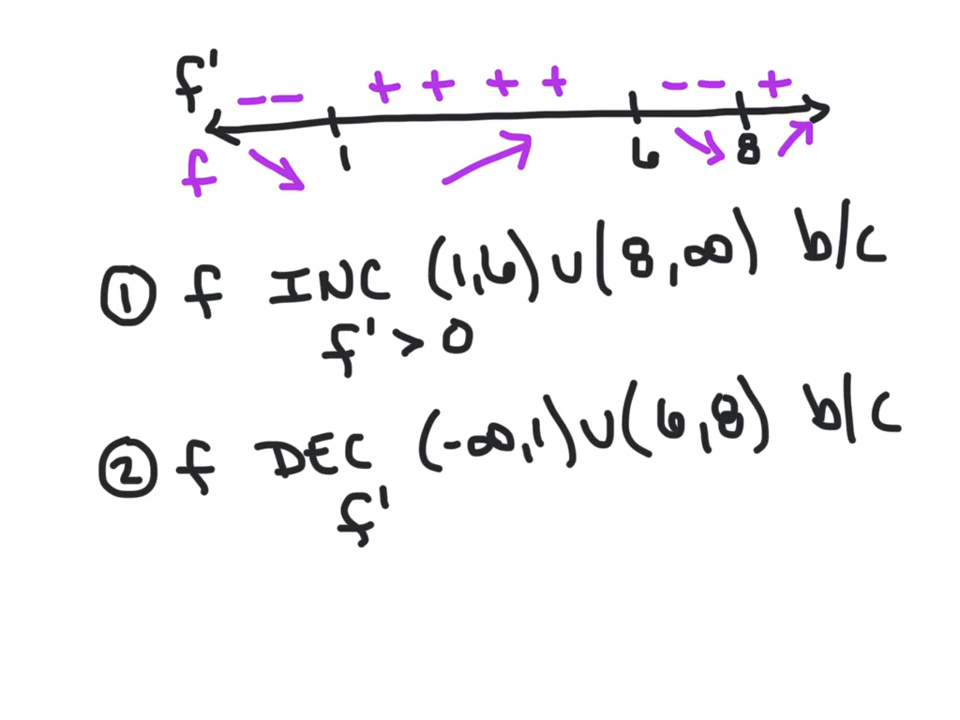 f' -- ++++ -- +
f 1 6 8
① f INC (1,6)∪(8,∞) b/c
f' > 0
② f DEC (-∞,1)∪(6,8) b/c
f'